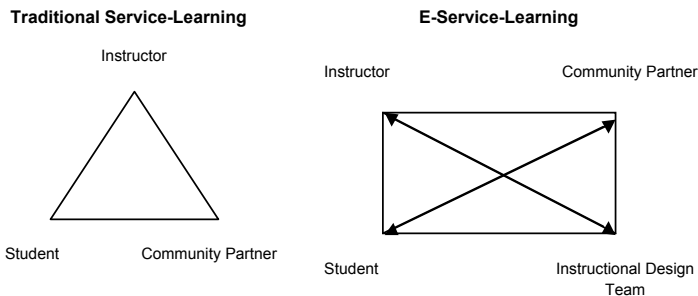 Traditional Service-Learning
Instructor
Student
Community Partner
E-Service-Learning
Instructor
Community Partner
Student
Instructional Design
Team